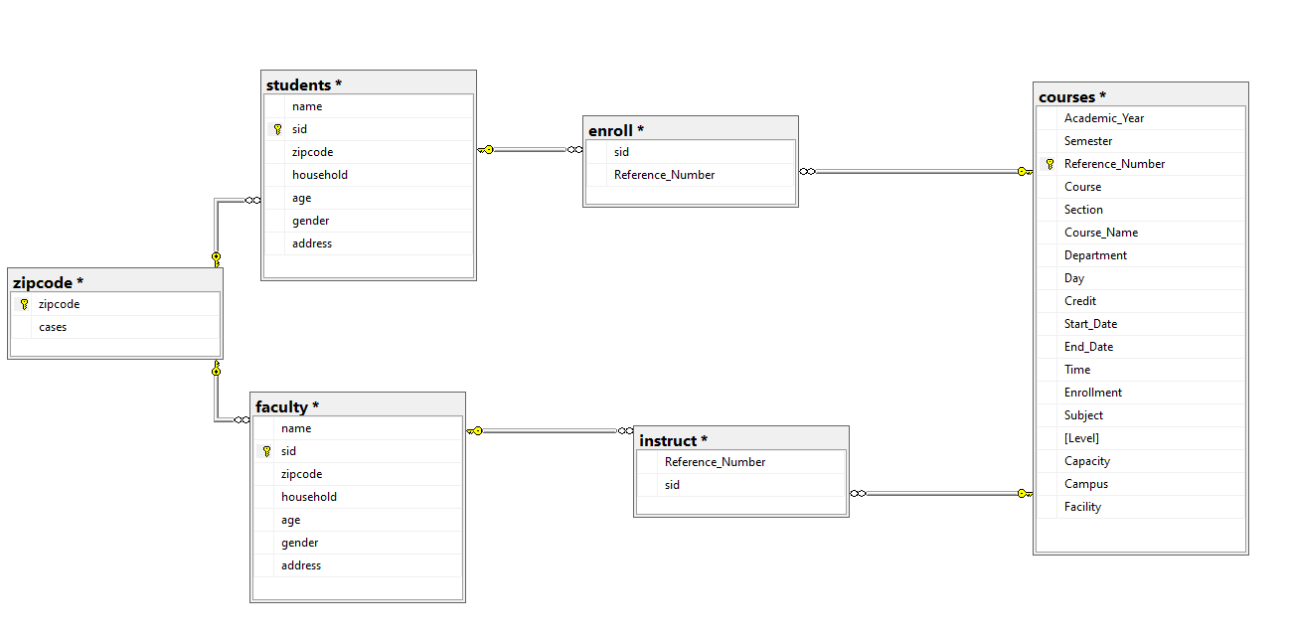 students *
name
sid
zipcode
household
age
gender
address
enroll *
sid
Reference_Number
courses *
Academic_Year
Semester
Reference_Number
Course
Section
Course_Name
Department
Day
Credit
Start_Date
End_Date
Time
Enrollment
Subject
[Level]
Capacity
Campus
Facility
zipcode *
zipcode
cases
faculty *
name
sid
zipcode
household
age
gender
address
instruct *
Reference_Number
sid